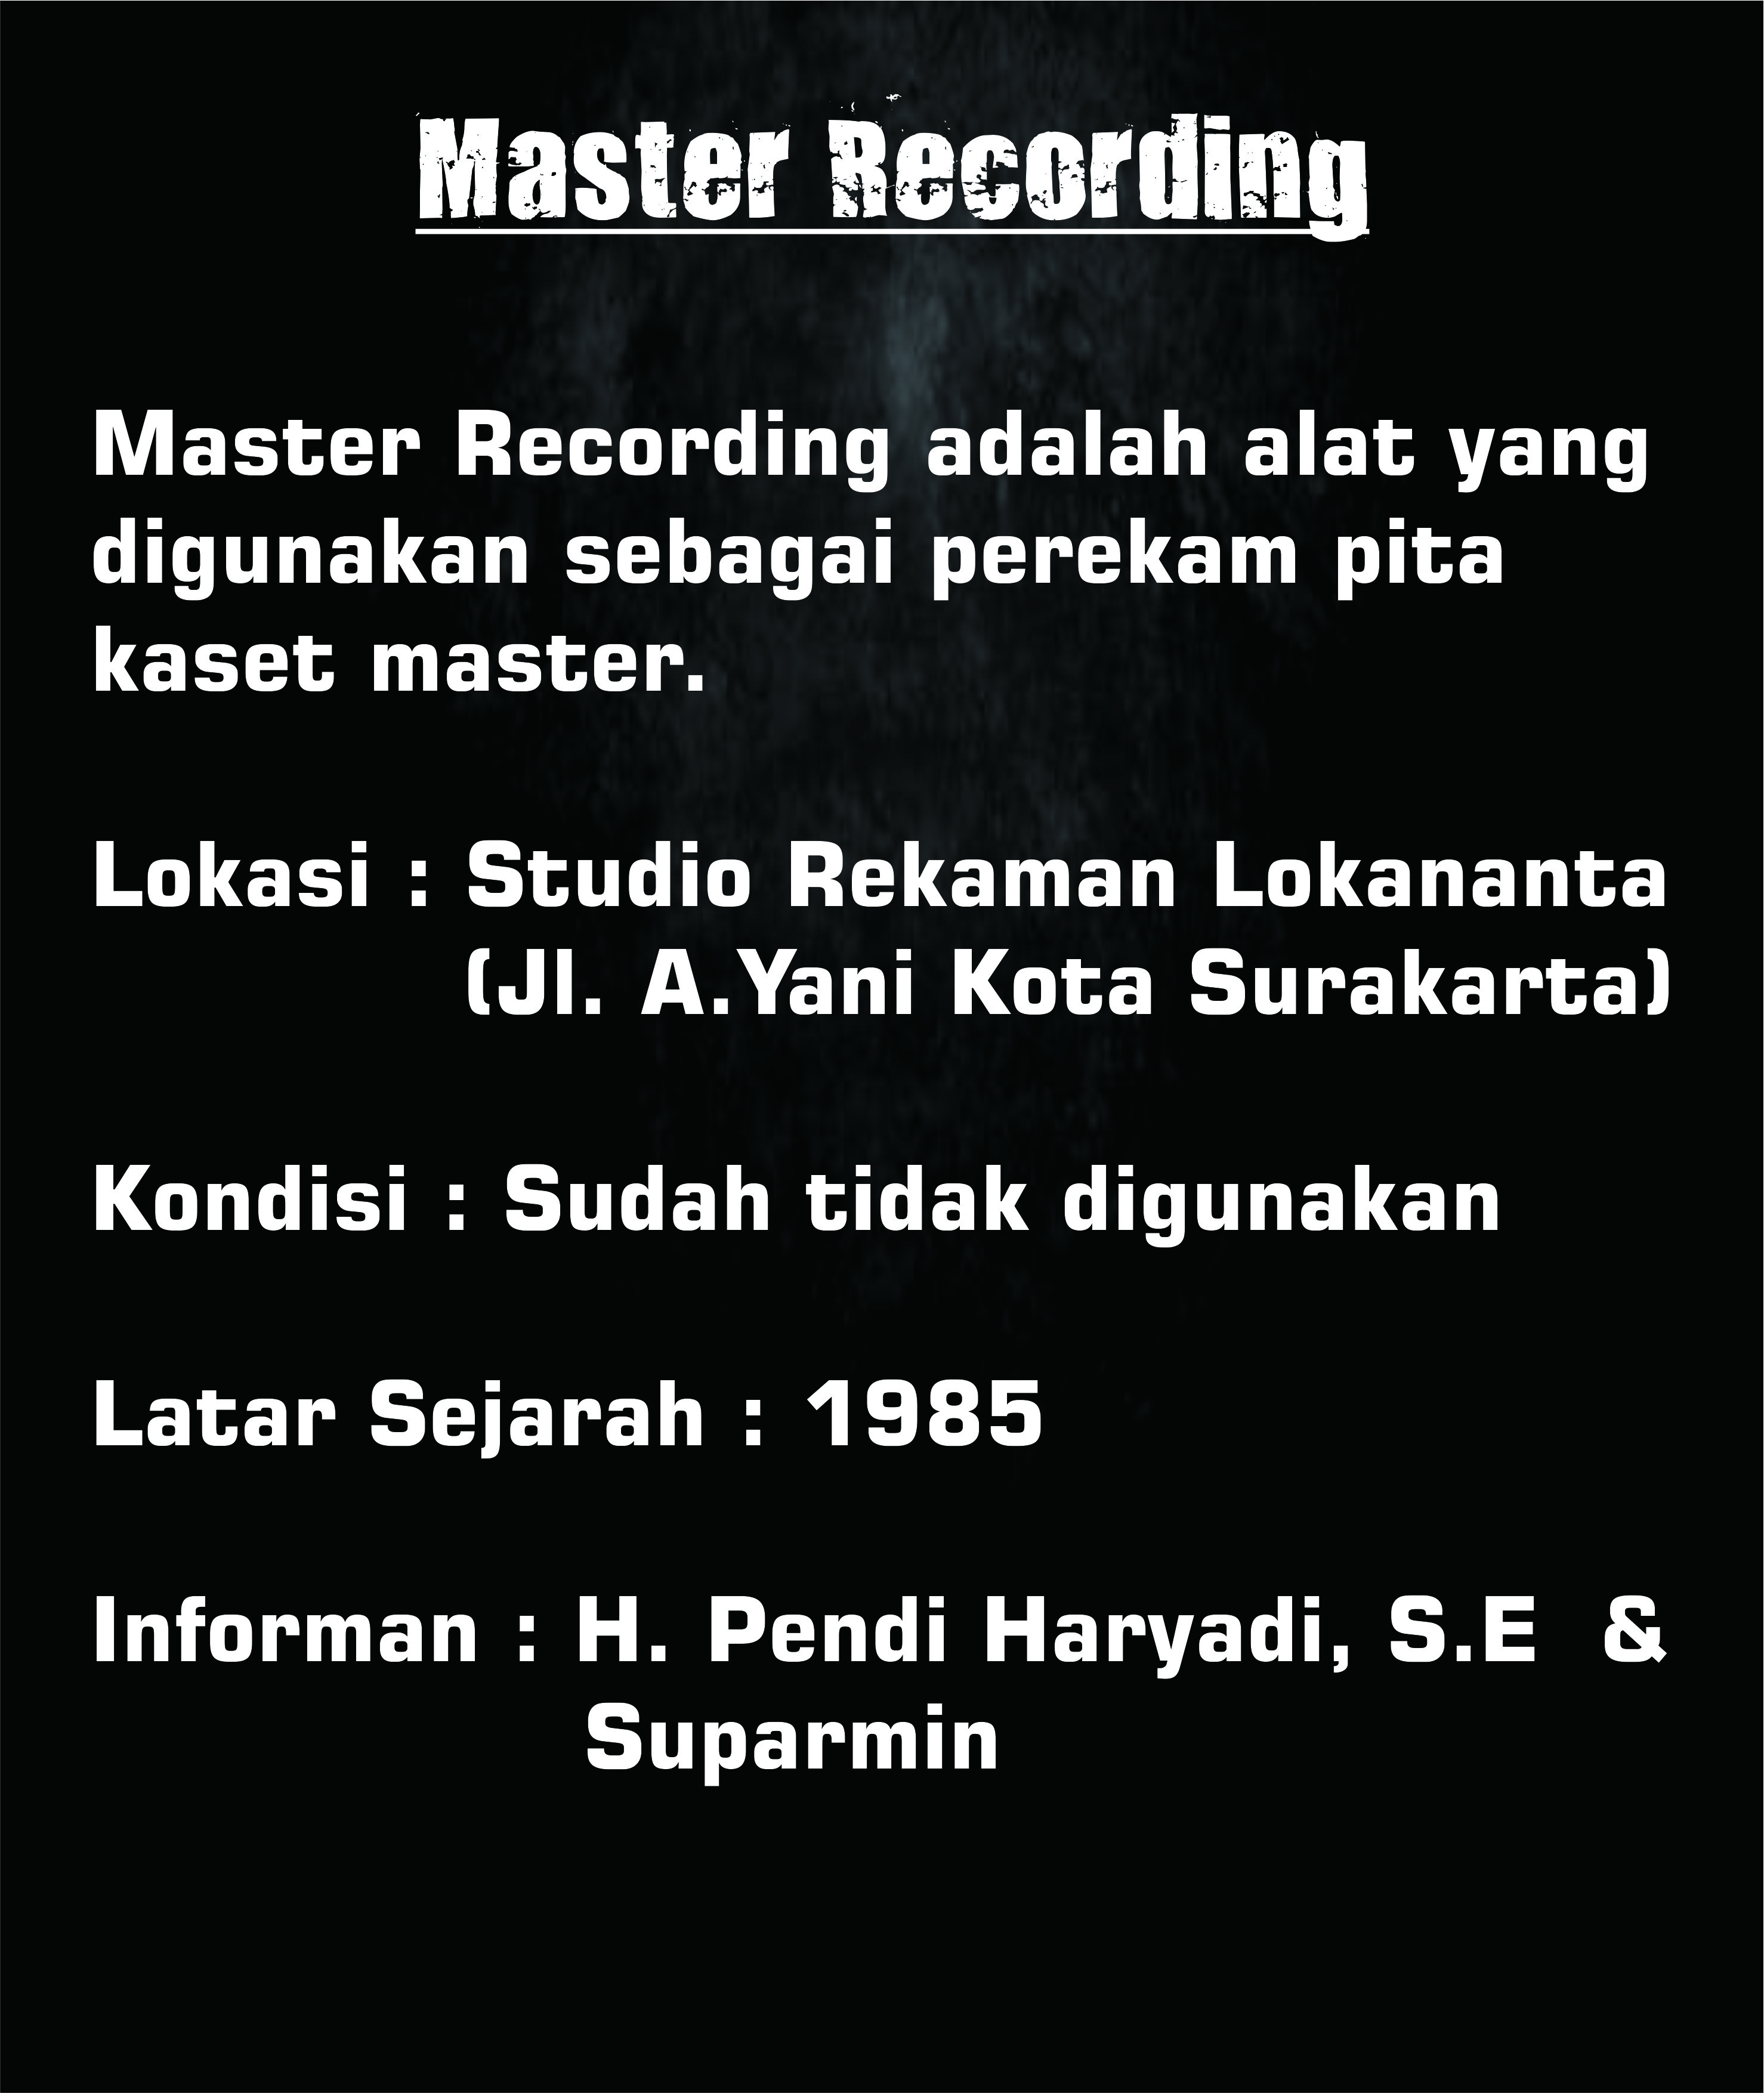 Master Recording
Master Recording adalah alat yang
digunakan sebagai perekam pita
kaset master.
Lokasi : Studio Rekaman Lokananta
(Jl. A.Yani Kota Surakarta)
Kondisi : Sudah tidak digunakan
Latar Sejarah : 1985
Informan : H. Pendi Haryadi, S.E &
Suparmin